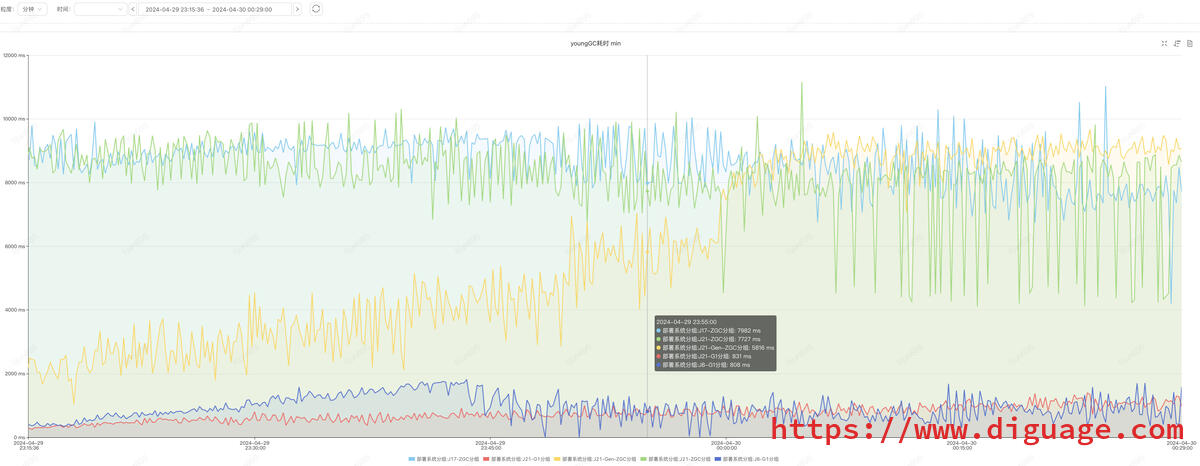 粒度： 分钟 时间： 2024-04-29 23:15:36 ~ 2024-04-30 00:29:00
youngGC耗时 min
12000 ms
10000 ms
8000 ms
6000 ms
4000 ms
2000 ms
0 ms
2024-04-29 23:55:00
部署系统分组:J17-ZGC分组: 7982 ms
部署系统分组:J21-ZGC分组: 7727 ms
部署系统分组:J21-Gen-ZGC分组: 5816 ms
部署系统分组:J21-G1分组: 831 ms
部署系统分组:J8-G1分组: 808 ms
https://www.diguage.com
2024-04-29 2024-04-29 2024-04-29 2024-04-30 2024-04-30 2024-04-30
23:15:36 23:30:00 23:45:00 00:00:00 00:15:00 00:29:00
部署系统分组:J17-ZGC分组 部署系统分组:J21-G1分组 部署系统分组:J21-Gen-ZGC分组 部署系统分组:J21-ZGC分组 部署系统分组:J8-G1分组